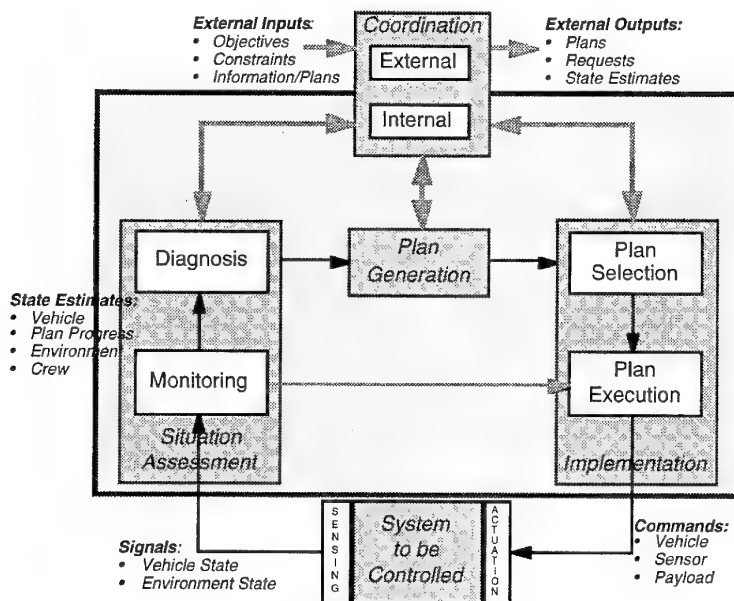 External Inputs:
• Objectives
• Constraints
• Information/Plans
Coordination
External
Internal
External Outputs:
• Plans
• Requests
• State Estimates
Diagnosis
Plan
Generation
Plan
Selection
State Estimates:
• Vehicle
• Plan Progress
• Environment
• Crew
Monitoring
Plan
Execution
Situation
Assessment
Implementation
SENSING
System
to be
Controlled
ACTUATION
Signals:
• Vehicle State
• Environment State
Commands:
• Vehicle
• Sensor
• Payload